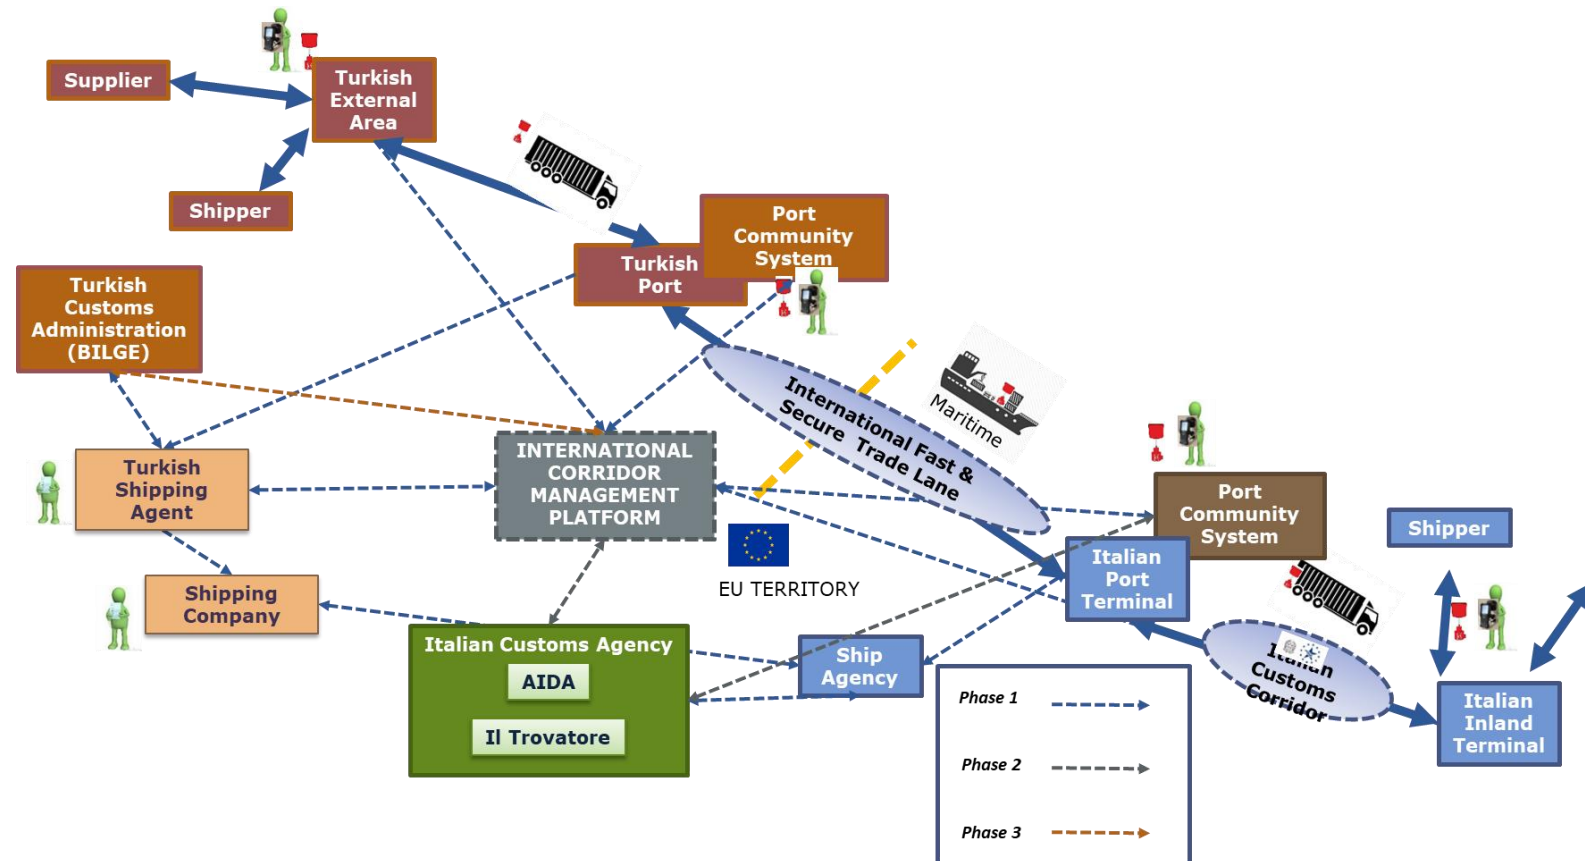 Supplier
Turkish
External
Area
Shipper
Port
Community
System
Turkish
Port
Turkish
Customs
Administration
(BILGE)
International Fast &
Secure Trade Lane
Maritime
INTERNATIONAL
CORRIDOR
MANAGEMENT
PLATFORM
Turkish
Shipping
Agent
Port
Community
System
Shipper
EU TERRITORY
Italian
Port
Terminal
Shipping
Company
Italian Customs Agency
AIDA
Il Trovatore
Ship
Agency
Italian
Customs
Corridor
Italian
Inland
Terminal
Phase 1
Phase 2
Phase 3